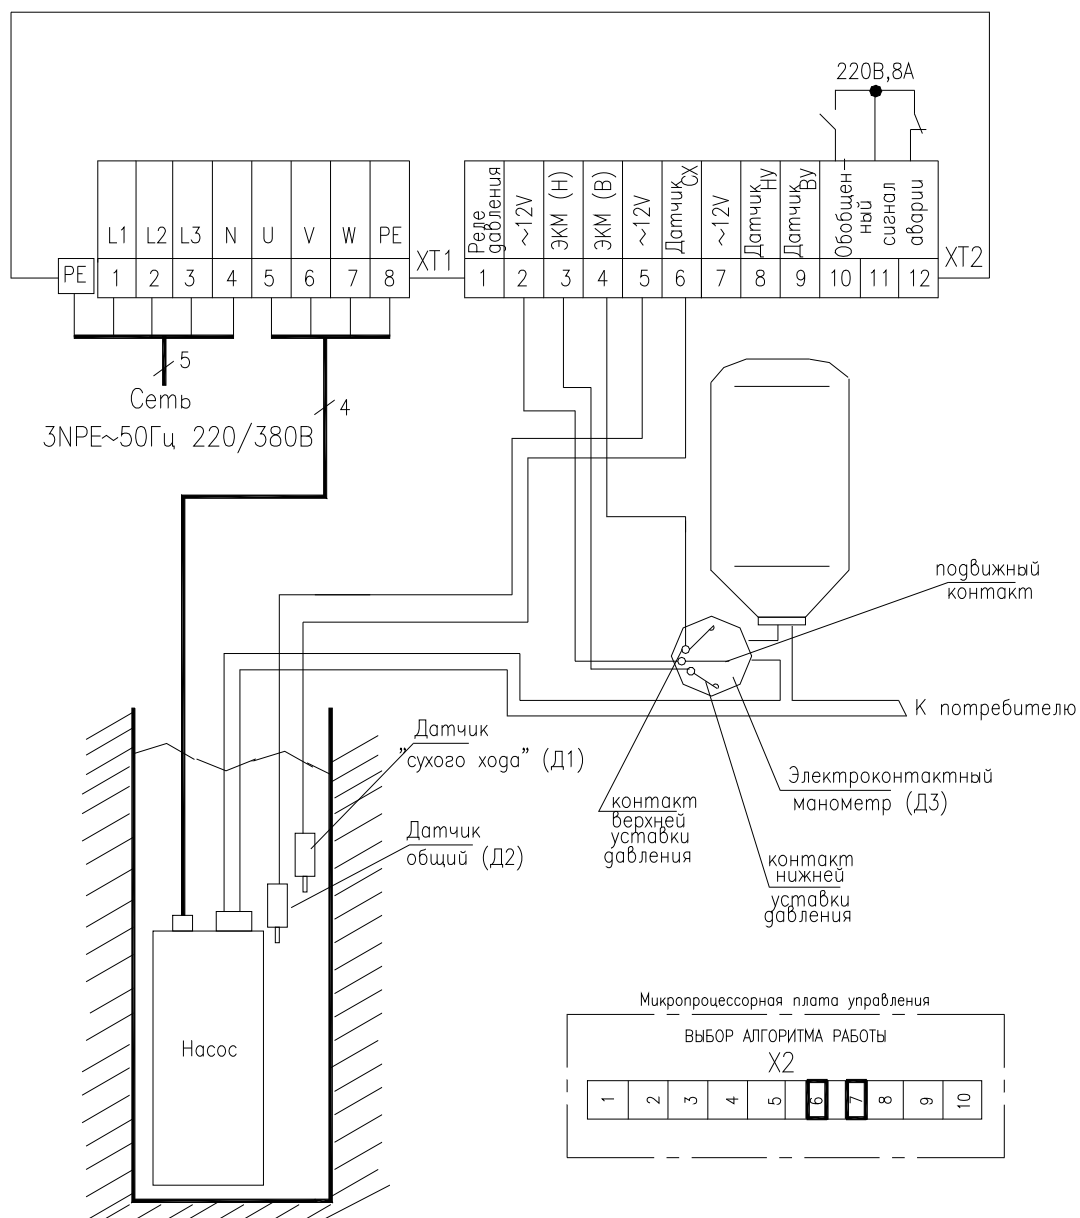 220В,8А
L1
L2
L3
N
U
V
W
PE
XT1
PE
1
2
3
4
5
6
7
8
Реле давления
~12V
ЭКМ (Н)
ЭКМ (В)
~12V
Датчик СХ
~12V
Датчик НУ
Датчик ВУ
Обобщен-
ный
сигнал
аварии
XT2
1
2
3
4
5
6
7
8
9
10
11
12
5
Сеть
3NPE~50Гц 220/380В
4
подвижный
контакт
К потребителю
Датчик
"сухого хода" (Д1)
Датчик
общий (Д2)
Электроконтактный
манометр (Д3)
контакт
верхней
уставки
давления
контакт
нижней
уставки
давления
Насос
Микропроцессорная плата управления
ВЫБОР АЛГОРИТМА РАБОТЫ
X2
1
2
3
4
5
6
7
8
9
10